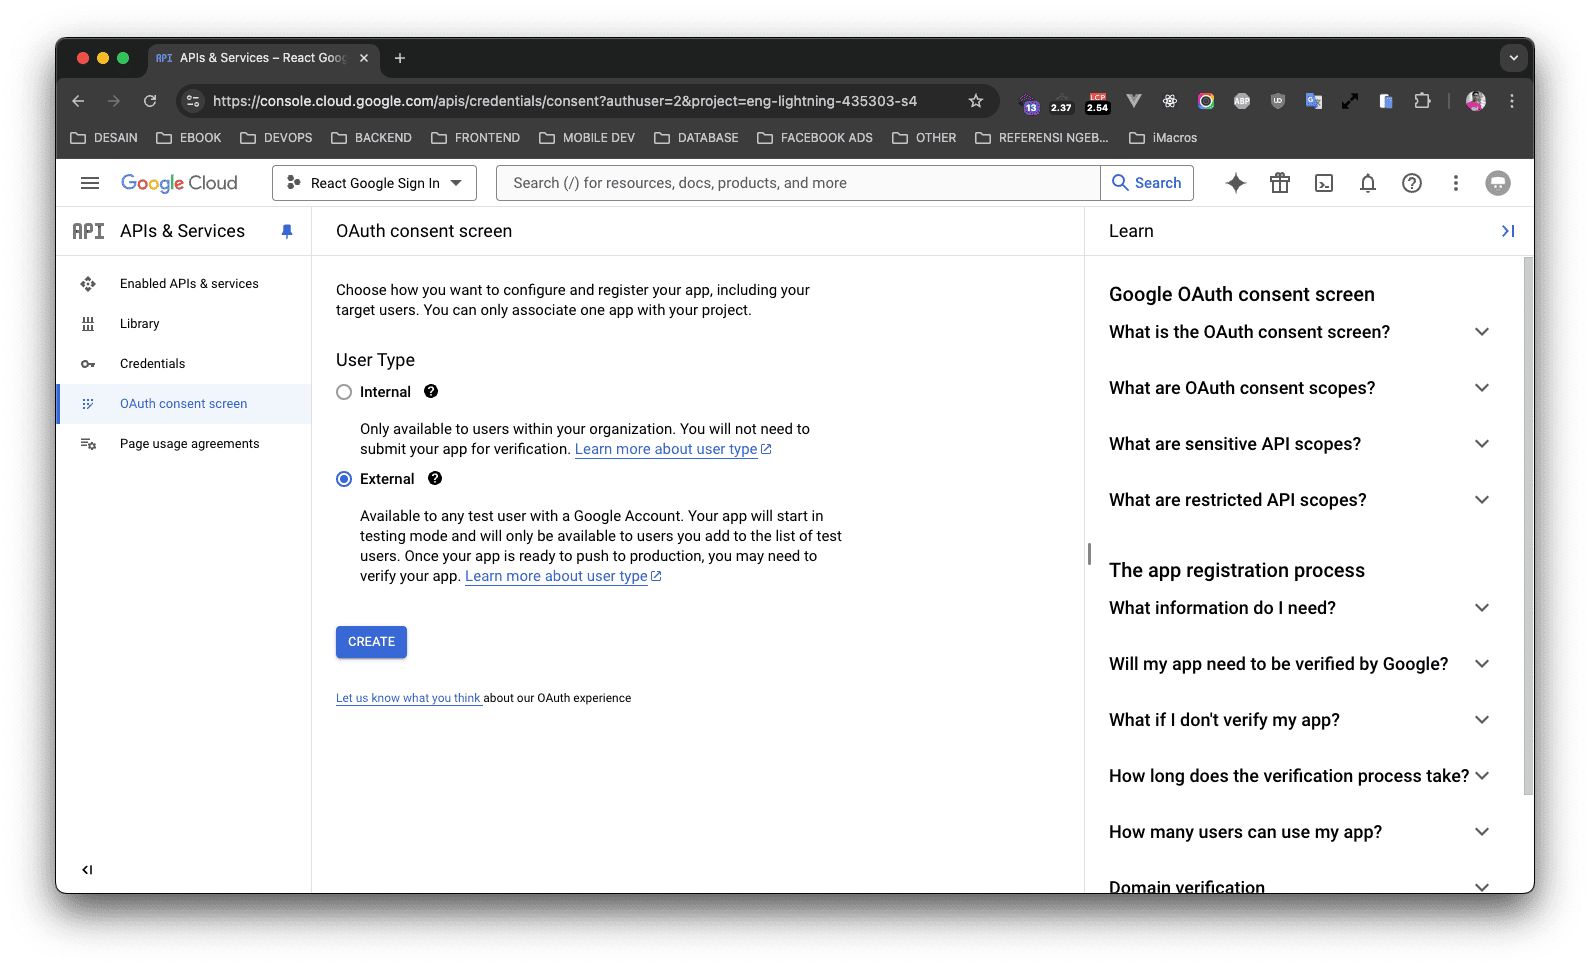 API APIs & Services – React Goog
https://console.cloud.google.com/apis/credentials/consent?authuser=2&project=eng-lightning-435303-s4
13 2.37 LCP 2.54 ABP UD G
DESAIN EBOOK DEVOPS BACKEND FRONTEND MOBILE DEV DATABASE FACEBOOK ADS OTHER REFERENSI NGEB... iMacros
Google Cloud React Google Sign In Search (/) for resources, docs, products, and more Search
API APIs & Services
Enabled APIs & services
Library
Credentials
OAuth consent screen
Page usage agreements
OAuth consent screen
Choose how you want to configure and register your app, including your
target users. You can only associate one app with your project.
User Type
Internal
Only available to users within your organization. You will not need to
submit your app for verification. Learn more about user type
External
Available to any test user with a Google Account. Your app will start in
testing mode and will only be available to users you add to the list of test
users. Once your app is ready to push to production, you may need to
verify your app. Learn more about user type
CREATE
Let us know what you think about our OAuth experience
Learn
Google OAuth consent screen
What is the OAuth consent screen?
What are OAuth consent scopes?
What are sensitive API scopes?
What are restricted API scopes?
The app registration process
What information do I need?
Will my app need to be verified by Google?
What if I don't verify my app?
How long does the verification process take?
How many users can use my app?
Domain verification